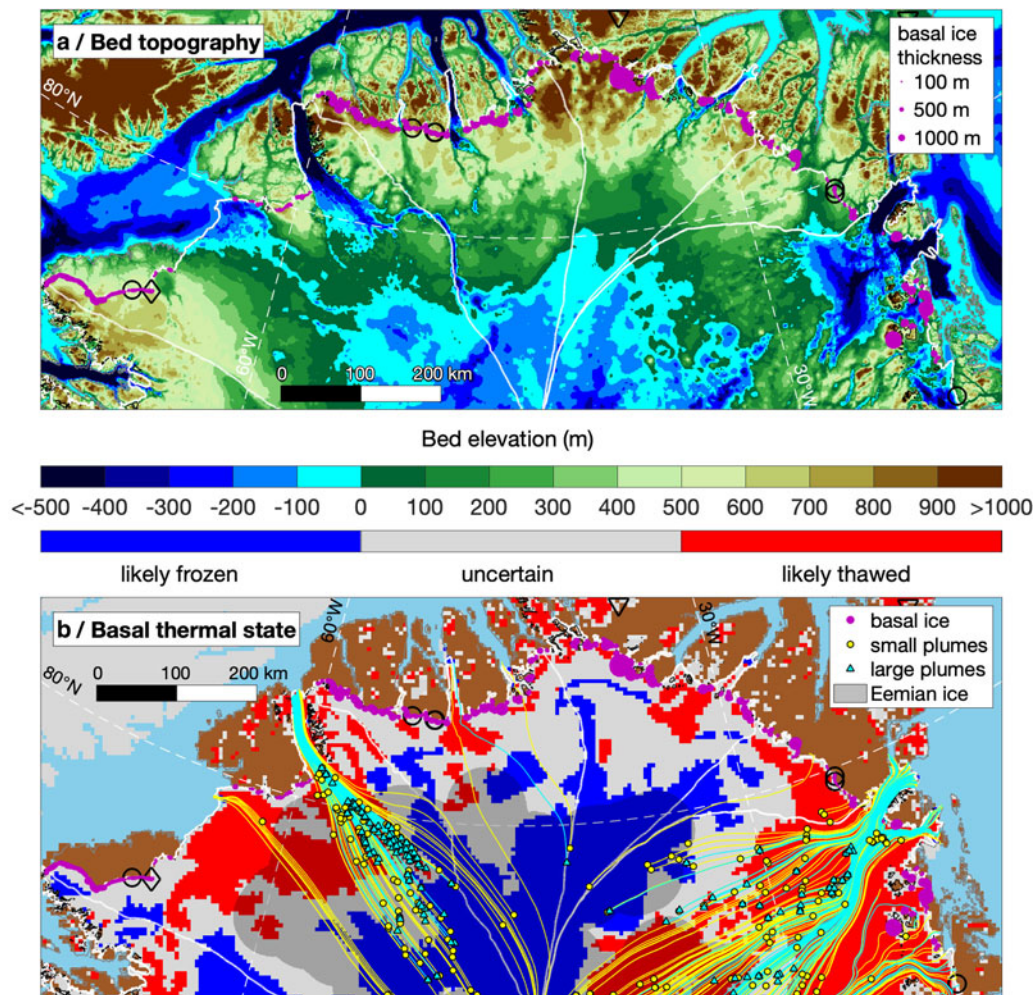 a / Bed topography
basal ice
thickness
100 m
500 m
1000 m
80°N
60°W
30°W
0 100 200 km
Bed elevation (m)
<-500 -400 -300 -200 -100 0 100 200 300 400 500 600 700 800 900 >1000
likely frozen uncertain likely thawed
b / Basal thermal state
0 100 200 km
60°W
30°W
80°N
basal ice
small plumes
large plumes
Eemian ice